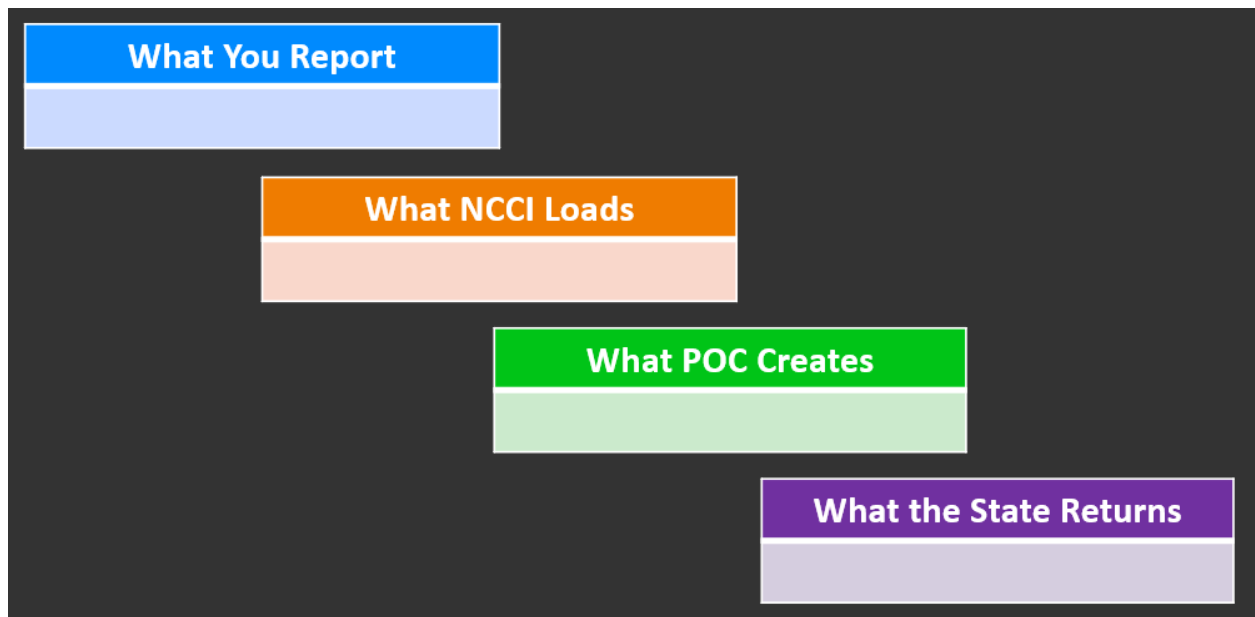 What You Report
What NCCI Loads
What POC Creates
What the State Returns